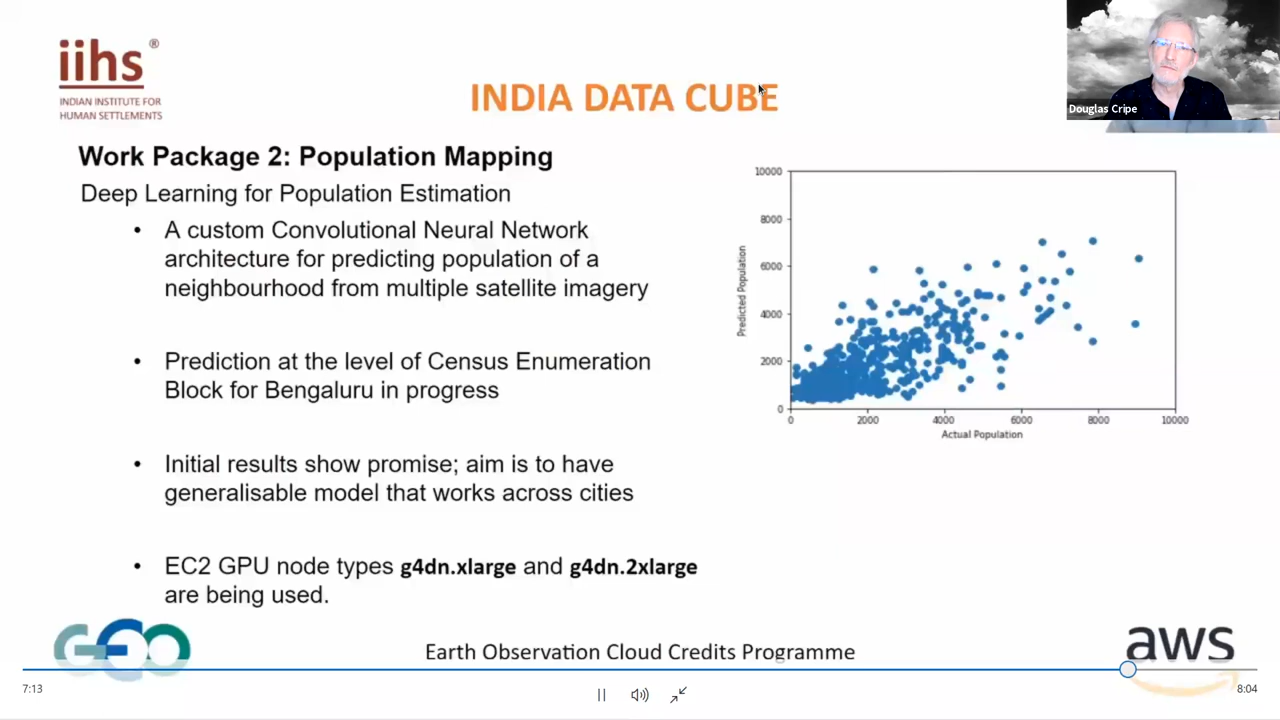 iihs®
INDIAN INSTITUTE FOR
HUMAN SETTLEMENTS
INDIA DATA CUBE
Douglas Cripe
Work Package 2: Population Mapping
Deep Learning for Population Estimation
• A custom Convolutional Neural Network
architecture for predicting population of a
neighbourhood from multiple satellite imagery
• Prediction at the level of Census Enumeration
Block for Bengaluru in progress
• Initial results show promise; aim is to have
generalisable model that works across cities
• EC2 GPU node types g4dn.xlarge and g4dn.2xlarge
are being used.
10000
8000
6000
4000
2000
0
Predicted Population
0 2000 4000 6000 8000 10000
Actual Population
GEO
Earth Observation Cloud Credits Programme
aws
7:13
8:04